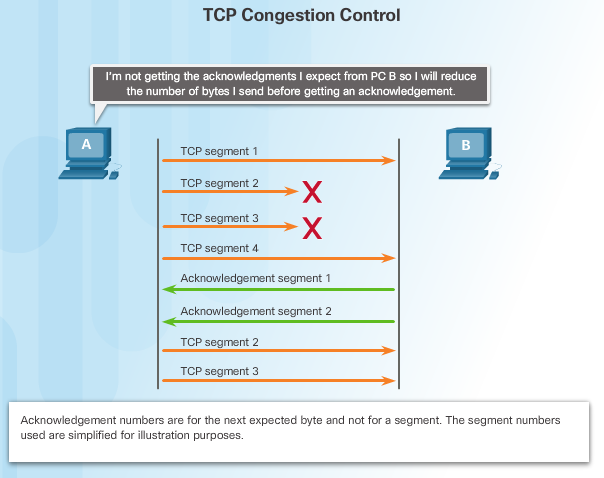 TCP Congestion Control
I'm not getting the acknowledgments I expect from PC B so I will reduce
the number of bytes I send before getting an acknowledgement.
A
B
TCP segment 1
TCP segment 2
X
TCP segment 3
X
TCP segment 4
Acknowledgement segment 1
Acknowledgement segment 2
TCP segment 2
TCP segment 3
Acknowledgement numbers are for the next expected byte and not for a segment. The segment numbers
used are simplified for illustration purposes.